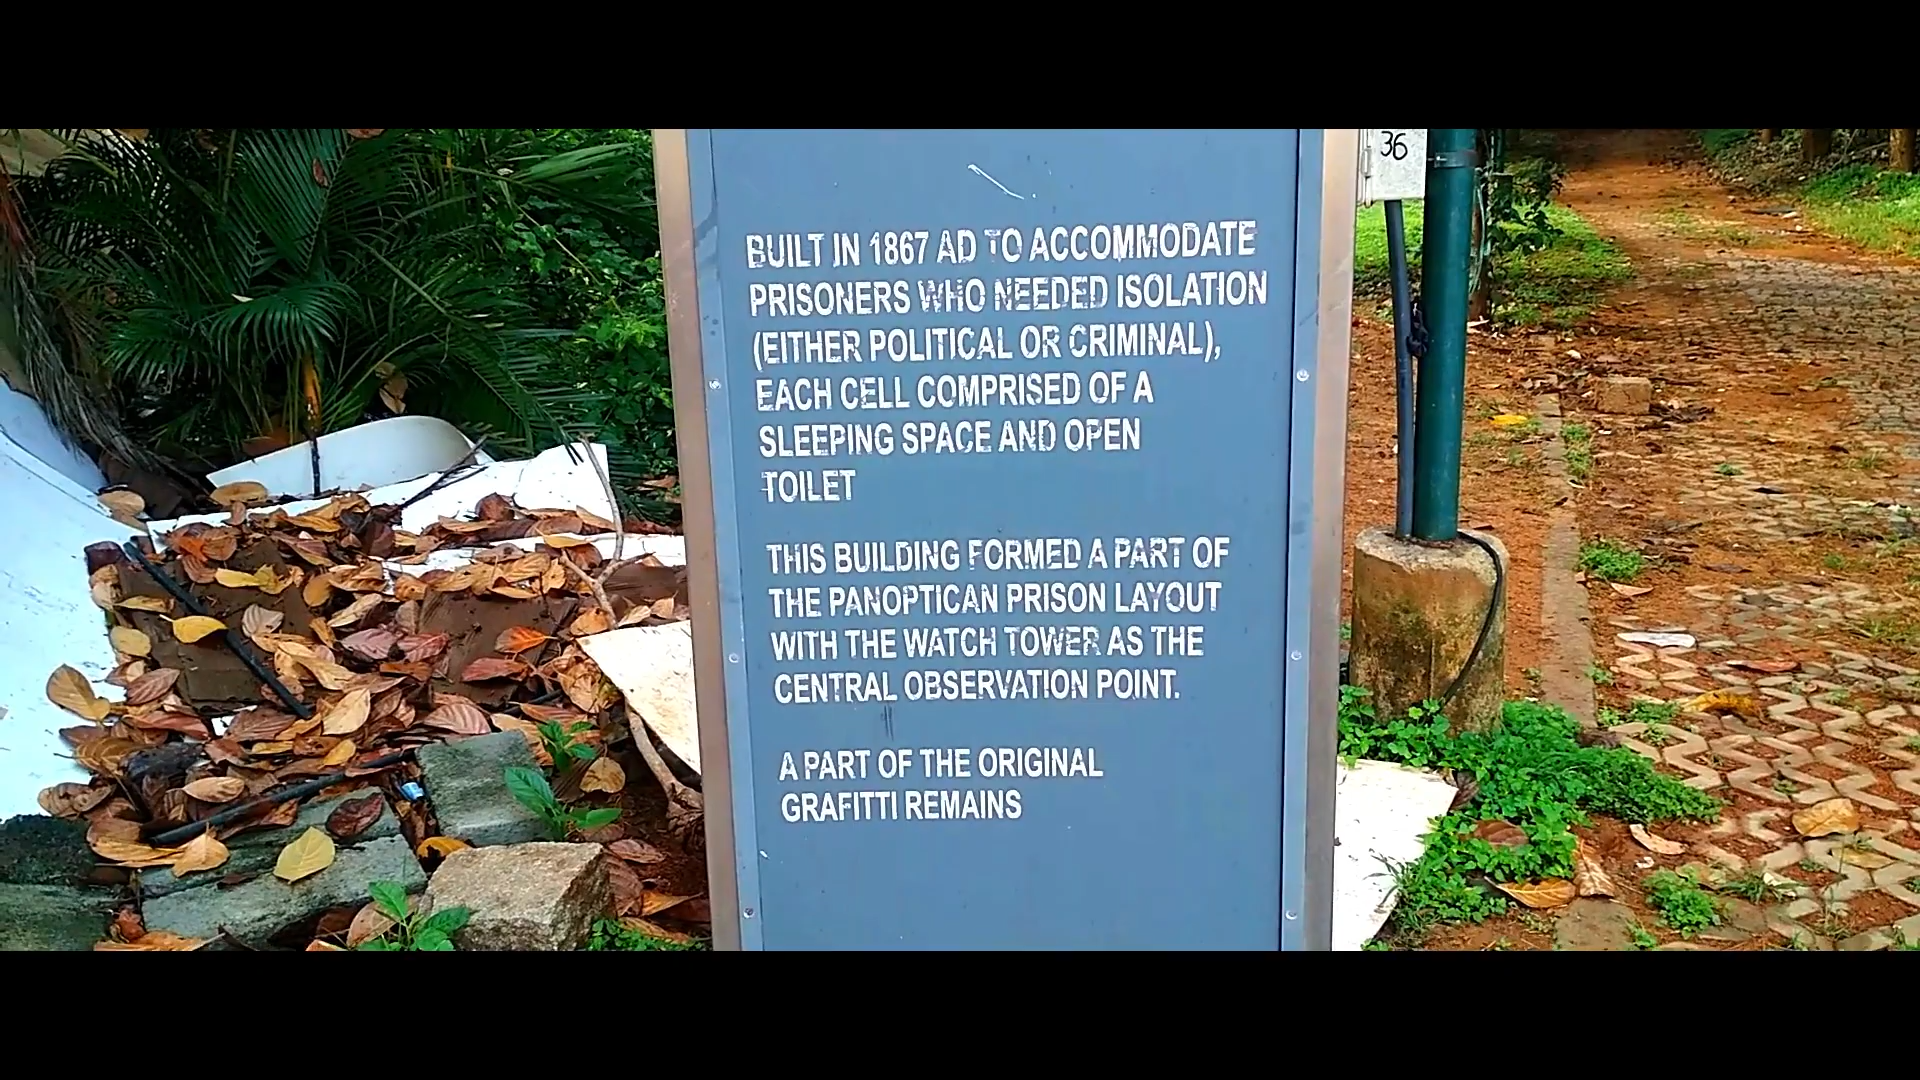 36
BUILT IN 1867 AD TO ACCOMMODATE
PRISONERS WHO NEEDED ISOLATION
(EITHER POLITICAL OR CRIMINAL),
EACH CELL COMPRISED OF A
SLEEPING SPACE AND OPEN
TOILET
THIS BUILDING FORMED A PART OF
THE PANOPTICAN PRISON LAYOUT
WITH THE WATCH TOWER AS THE
CENTRAL OBSERVATION POINT.
A PART OF THE ORIGINAL
GRAFITTI REMAINS